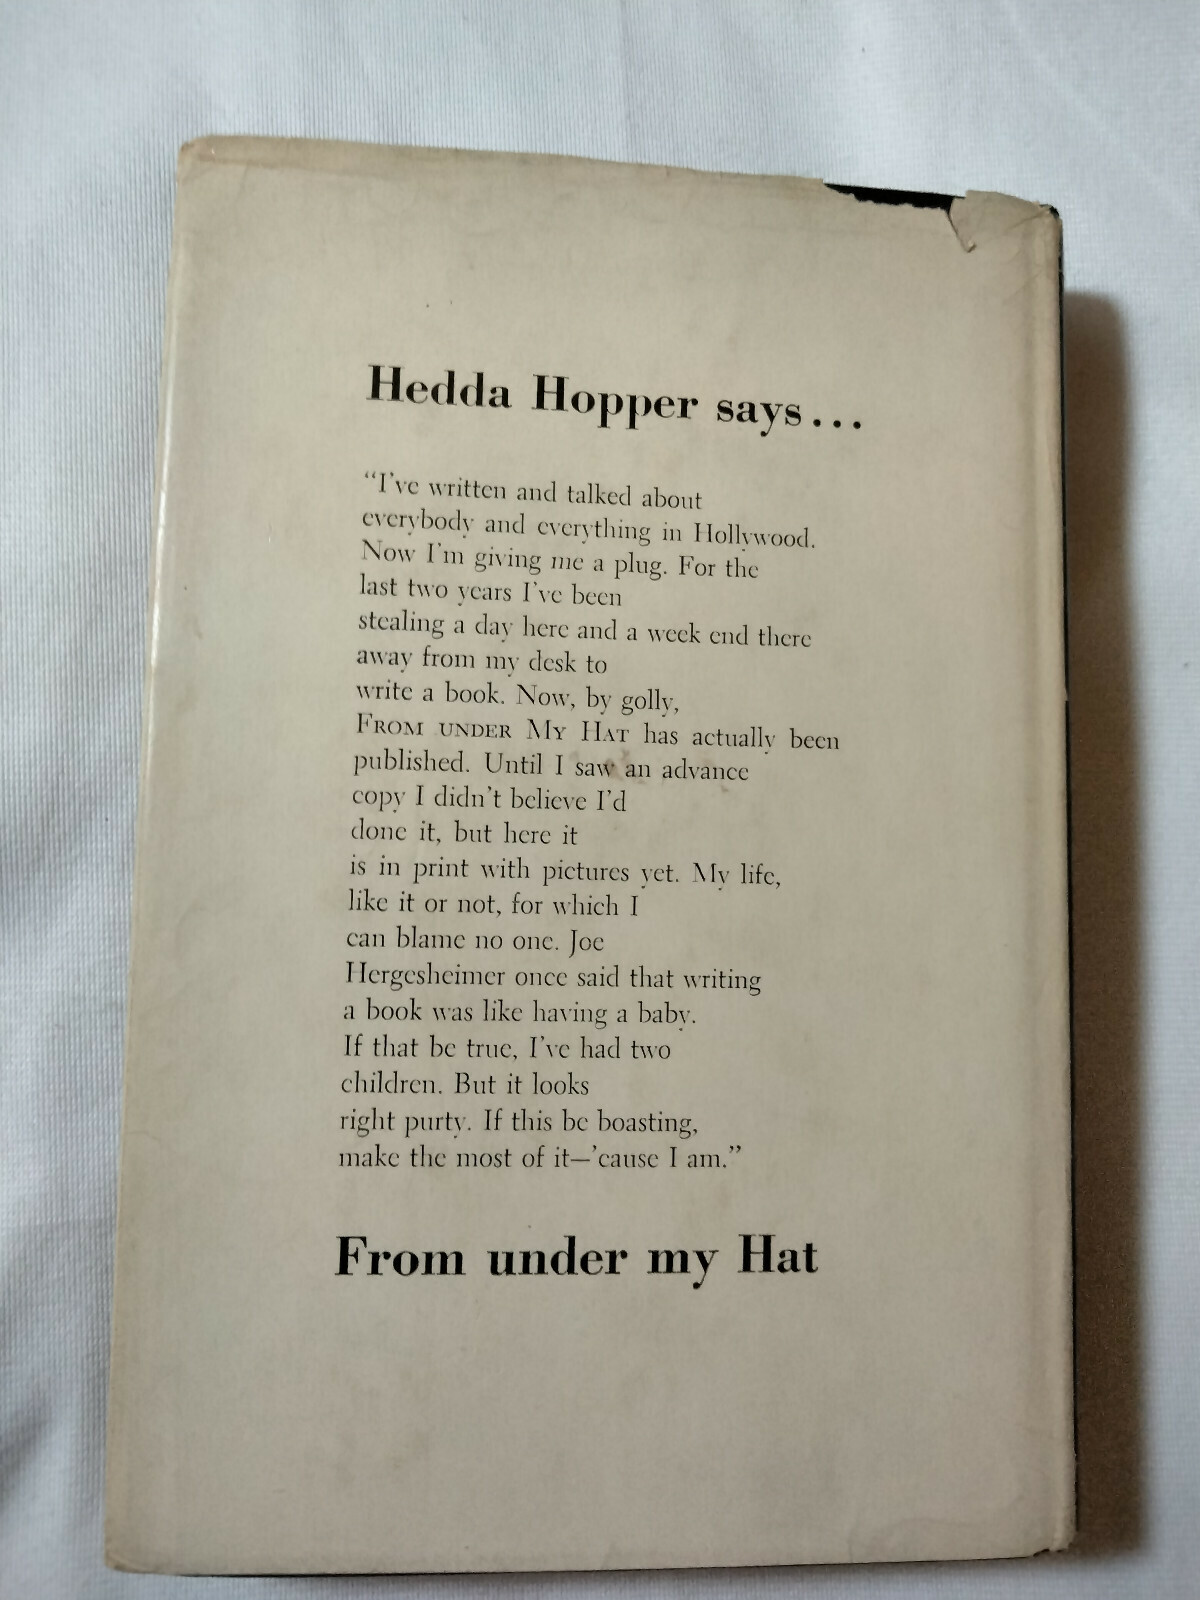 Hedda Hopper says...
“I’ve written and talked about
everybody and everything in Hollywood.
Now I’m giving me a plug. For the
last two years I’ve been
stealing a day here and a week end there
away from my desk to
write a book. Now, by golly,
FROM UNDER MY HAT has actually been
published. Until I saw an advance
copy I didn’t believe I’d
done it, but here it
is in print with pictures yet. My life,
like it or not, for which I
can blame no one. Joe
Hergesheimer once said that writing
a book was like having a baby.
If that be true, I’ve had two
children. But it looks
right purty. If this be boasting,
make the most of it—’cause I am.”
From under my Hat